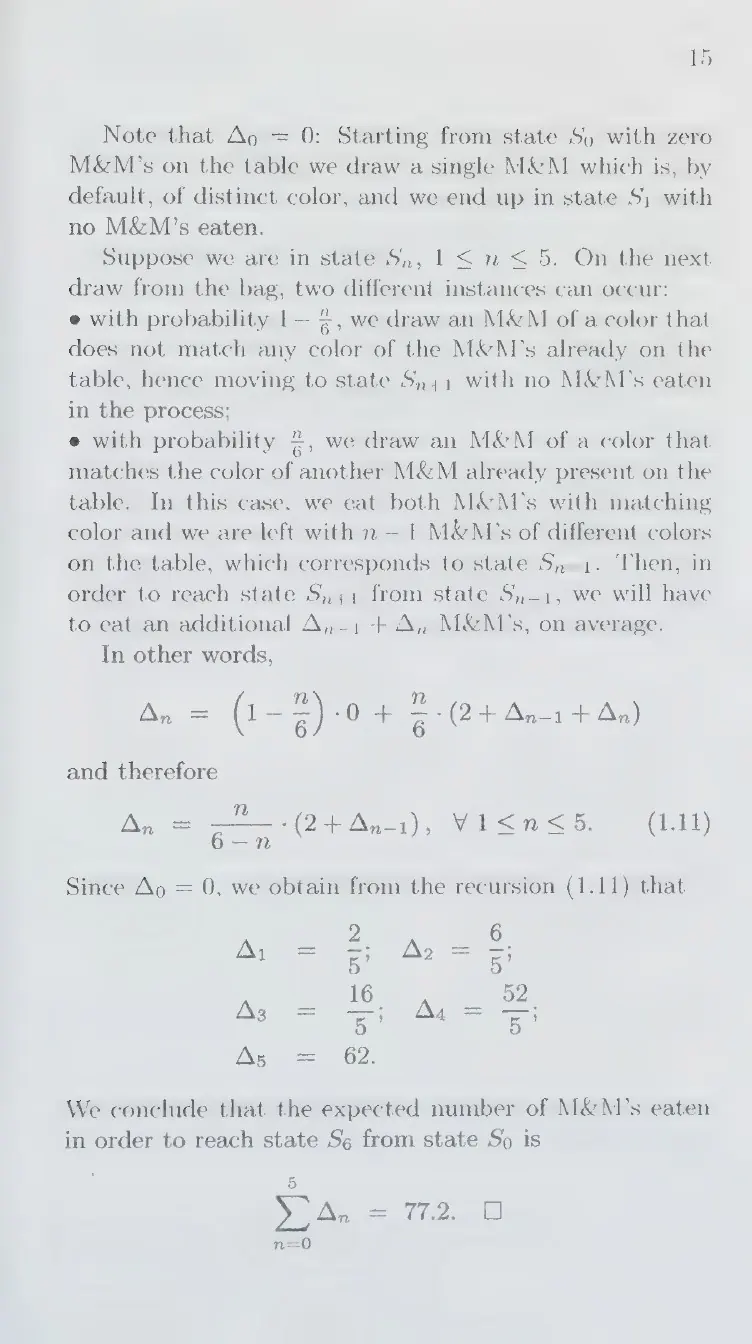 15
Note that Δ₀ = 0: Starting from state S₀ with zero
M&M's on the table we draw a single M&M which is, by
default, of distinct color, and we end up in state S₁ with
no M&M's eaten.
Suppose we are in state Sₙ, 1 ≤ n ≤ 5. On the next
draw from the bag, two different instances can occur:
• with probability 1 − n/6, we draw an M&M of a color that
does not match any color of the M&M's already on the
table, hence moving to state Sₙ₊₁ with no M&M's eaten
in the process;
• with probability n/6, we draw an M&M of a color that
matches the color of another M&M already present on the
table. In this case, we eat both M&M's with matching
color and we are left with n − 1 M&M's of different colors
on the table, which corresponds to state Sₙ₋₁. Then, in
order to reach state Sₙ₊₁ from state Sₙ₋₁, we will have
to eat an additional Δₙ₋₁ + Δₙ M&M's, on average.
In other words,
Δₙ = (1 − n/6) · 0 + n/6 · (2 + Δₙ₋₁ + Δₙ)
and therefore
Δₙ = n/(6 − n) · (2 + Δₙ₋₁), ∀ 1 ≤ n ≤ 5. (1.11)
Since Δ₀ = 0, we obtain from the recursion (1.11) that
Δ₁ = 2/5; Δ₂ = 6/5;
Δ₃ = 16/5; Δ₄ = 52/5;
Δ₅ = 62.
We conclude that the expected number of M&M's eaten
in order to reach state S₆ from state S₀ is
∑ₙ₌₀⁵ Δₙ = 77.2. □